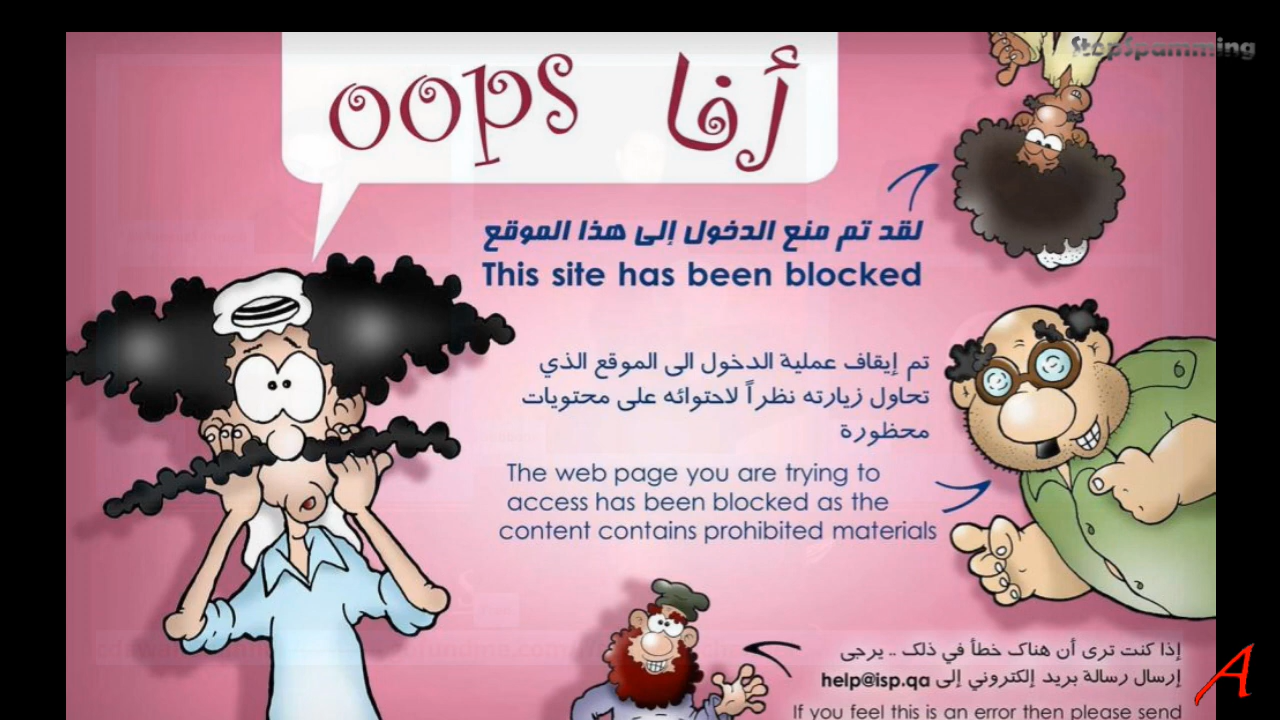 StopSpamming
oops أفا
لقد تم منع الدخول إلى هذا الموقع
This site has been blocked
تم إيقاف عملية الدخول الى الموقع الذي
تحاول زيارته نظراً لاحتوائه على محتويات
محظورة
The web page you are trying to
access has been blocked as the
content contains prohibited materials
إذا كنت ترى أن هناك خطأ في ذلك .. يرجى
إرسال رسالة بريد إلكتروني إلى help@isp.qa
If you feel this is an error then please send
A